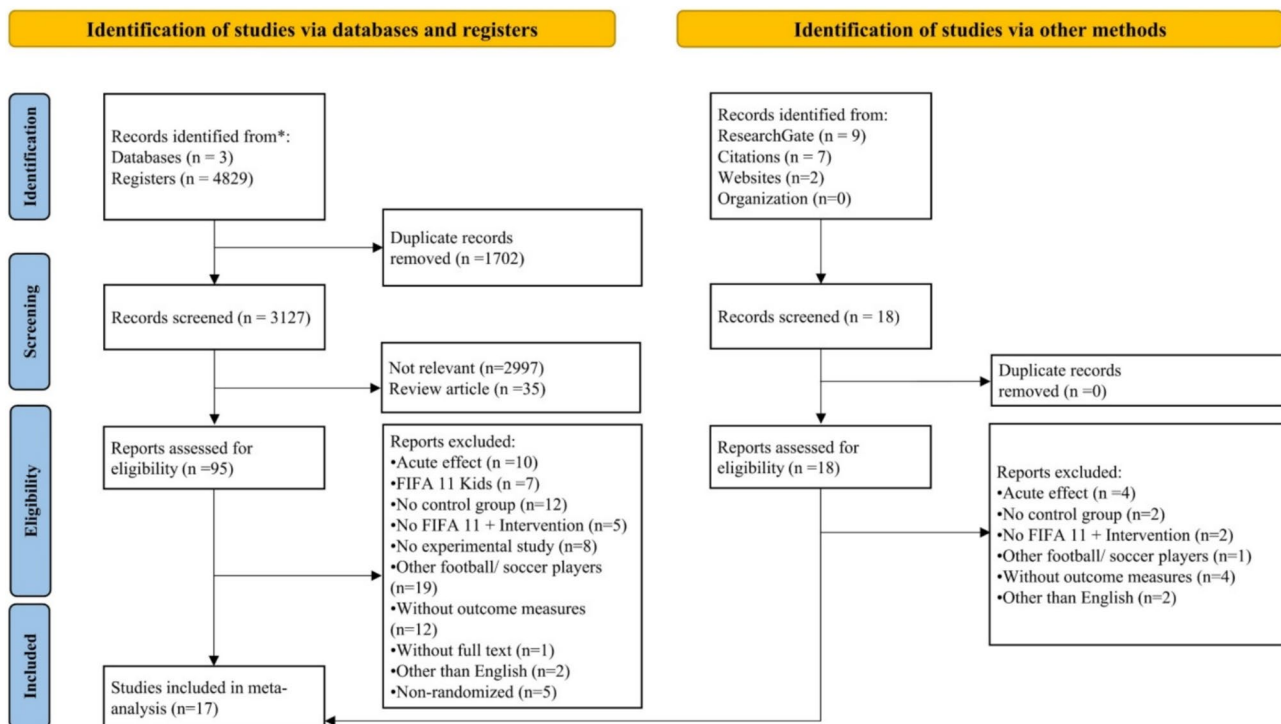 Identification of studies via databases and registers
Identification of studies via other methods
Identification
Records identified from*:
Databases (n = 3)
Registers (n = 4829)
Records identified from:
ResearchGate (n = 9)
Citations (n = 7)
Websites (n=2)
Organization (n=0)
Duplicate records
removed (n =1702)
Screening
Records screened (n = 3127)
Records screened (n = 18)
Not relevant (n=2997)
Review article (n =35)
Duplicate records
removed (n =0)
Eligibility
Reports assessed for
eligibility (n =95)
Reports excluded:
•Acute effect (n =10)
•FIFA 11 Kids (n =7)
•No control group (n=12)
•No FIFA 11 + Intervention (n=5)
•No experimental study (n=8)
•Other football/ soccer players
(n=19)
•Without outcome measures
(n=12)
•Without full text (n=1)
•Other than English (n=2)
•Non-randomized (n=5)
Reports assessed for
eligibility (n =18)
Reports excluded:
•Acute effect (n =4)
•No control group (n=2)
•No FIFA 11 + Intervention (n=2)
•Other football/ soccer players (n=1)
•Without outcome measures (n=4)
•Other than English (n=2)
Included
Studies included in meta-
analysis (n=17)